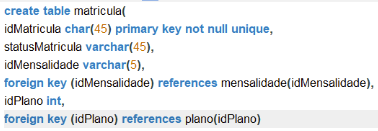 create table matricula(
idMatricula char(45) primary key not null unique,
statusMatricula varchar(45),
idMensalidade varchar(5),
foreign key (idMensalidade) references mensalidade(idMensalidade),
idPlano int,
foreign key (idPlano) references plano(idPlano)